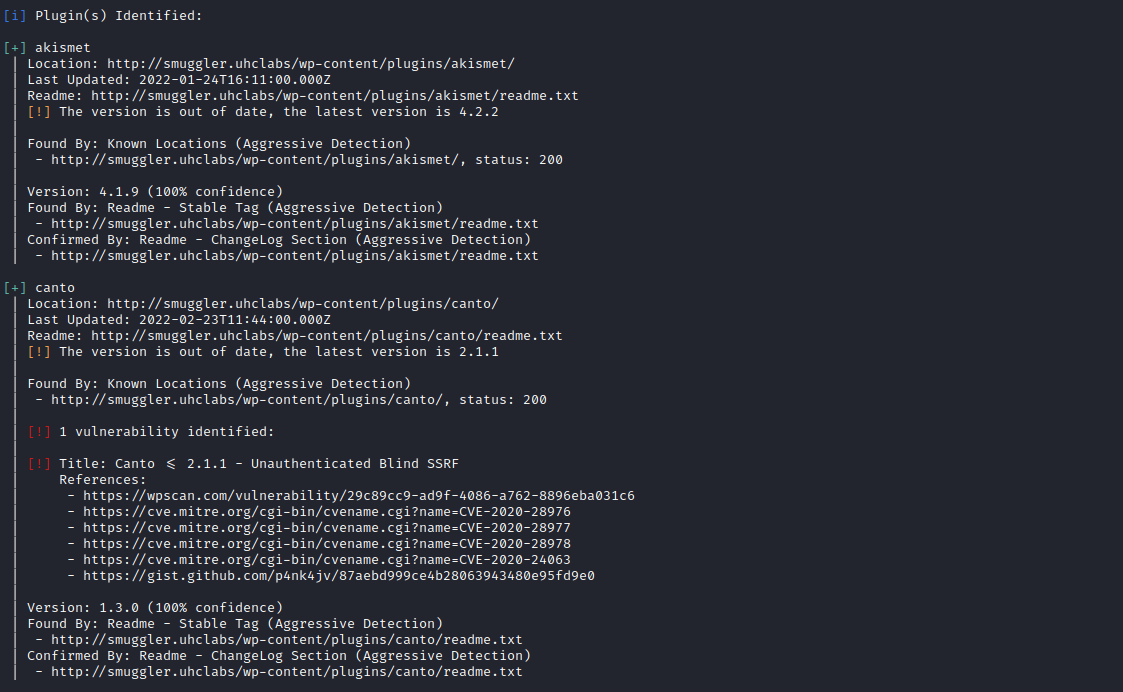 [i] Plugin(s) Identified:

[+] akismet
 | Location: http://smuggler.uhclabs/wp-content/plugins/akismet/
 | Last Updated: 2022-01-24T16:11:00.000Z
 | Readme: http://smuggler.uhclabs/wp-content/plugins/akismet/readme.txt
 | [!] The version is out of date, the latest version is 4.2.2
 |
 | Found By: Known Locations (Aggressive Detection)
 |  - http://smuggler.uhclabs/wp-content/plugins/akismet/, status: 200
 |
 | Version: 4.1.9 (100% confidence)
 | Found By: Readme - Stable Tag (Aggressive Detection)
 |  - http://smuggler.uhclabs/wp-content/plugins/akismet/readme.txt
 | Confirmed By: Readme - ChangeLog Section (Aggressive Detection)
 |  - http://smuggler.uhclabs/wp-content/plugins/akismet/readme.txt

[+] canto
 | Location: http://smuggler.uhclabs/wp-content/plugins/canto/
 | Last Updated: 2022-02-23T11:44:00.000Z
 | Readme: http://smuggler.uhclabs/wp-content/plugins/canto/readme.txt
 | [!] The version is out of date, the latest version is 2.1.1
 |
 | Found By: Known Locations (Aggressive Detection)
 |  - http://smuggler.uhclabs/wp-content/plugins/canto/, status: 200
 |
 | [!] 1 vulnerability identified:
 |
 | [!] Title: Canto <= 2.1.1 - Unauthenticated Blind SSRF
 |     References:
 |      - https://wpscan.com/vulnerability/29c89cc9-ad9f-4086-a762-8896eba031c6
 |      - https://cve.mitre.org/cgi-bin/cvename.cgi?name=CVE-2020-28976
 |      - https://cve.mitre.org/cgi-bin/cvename.cgi?name=CVE-2020-28977
 |      - https://cve.mitre.org/cgi-bin/cvename.cgi?name=CVE-2020-28978
 |      - https://cve.mitre.org/cgi-bin/cvename.cgi?name=CVE-2020-24063
 |      - https://gist.github.com/p4nk4jv/87aebd999ce4b28063943480e95fd9e0
 |
 | Version: 1.3.0 (100% confidence)
 | Found By: Readme - Stable Tag (Aggressive Detection)
 |  - http://smuggler.uhclabs/wp-content/plugins/canto/readme.txt
 | Confirmed By: Readme - ChangeLog Section (Aggressive Detection)
 |  - http://smuggler.uhclabs/wp-content/plugins/canto/readme.txt